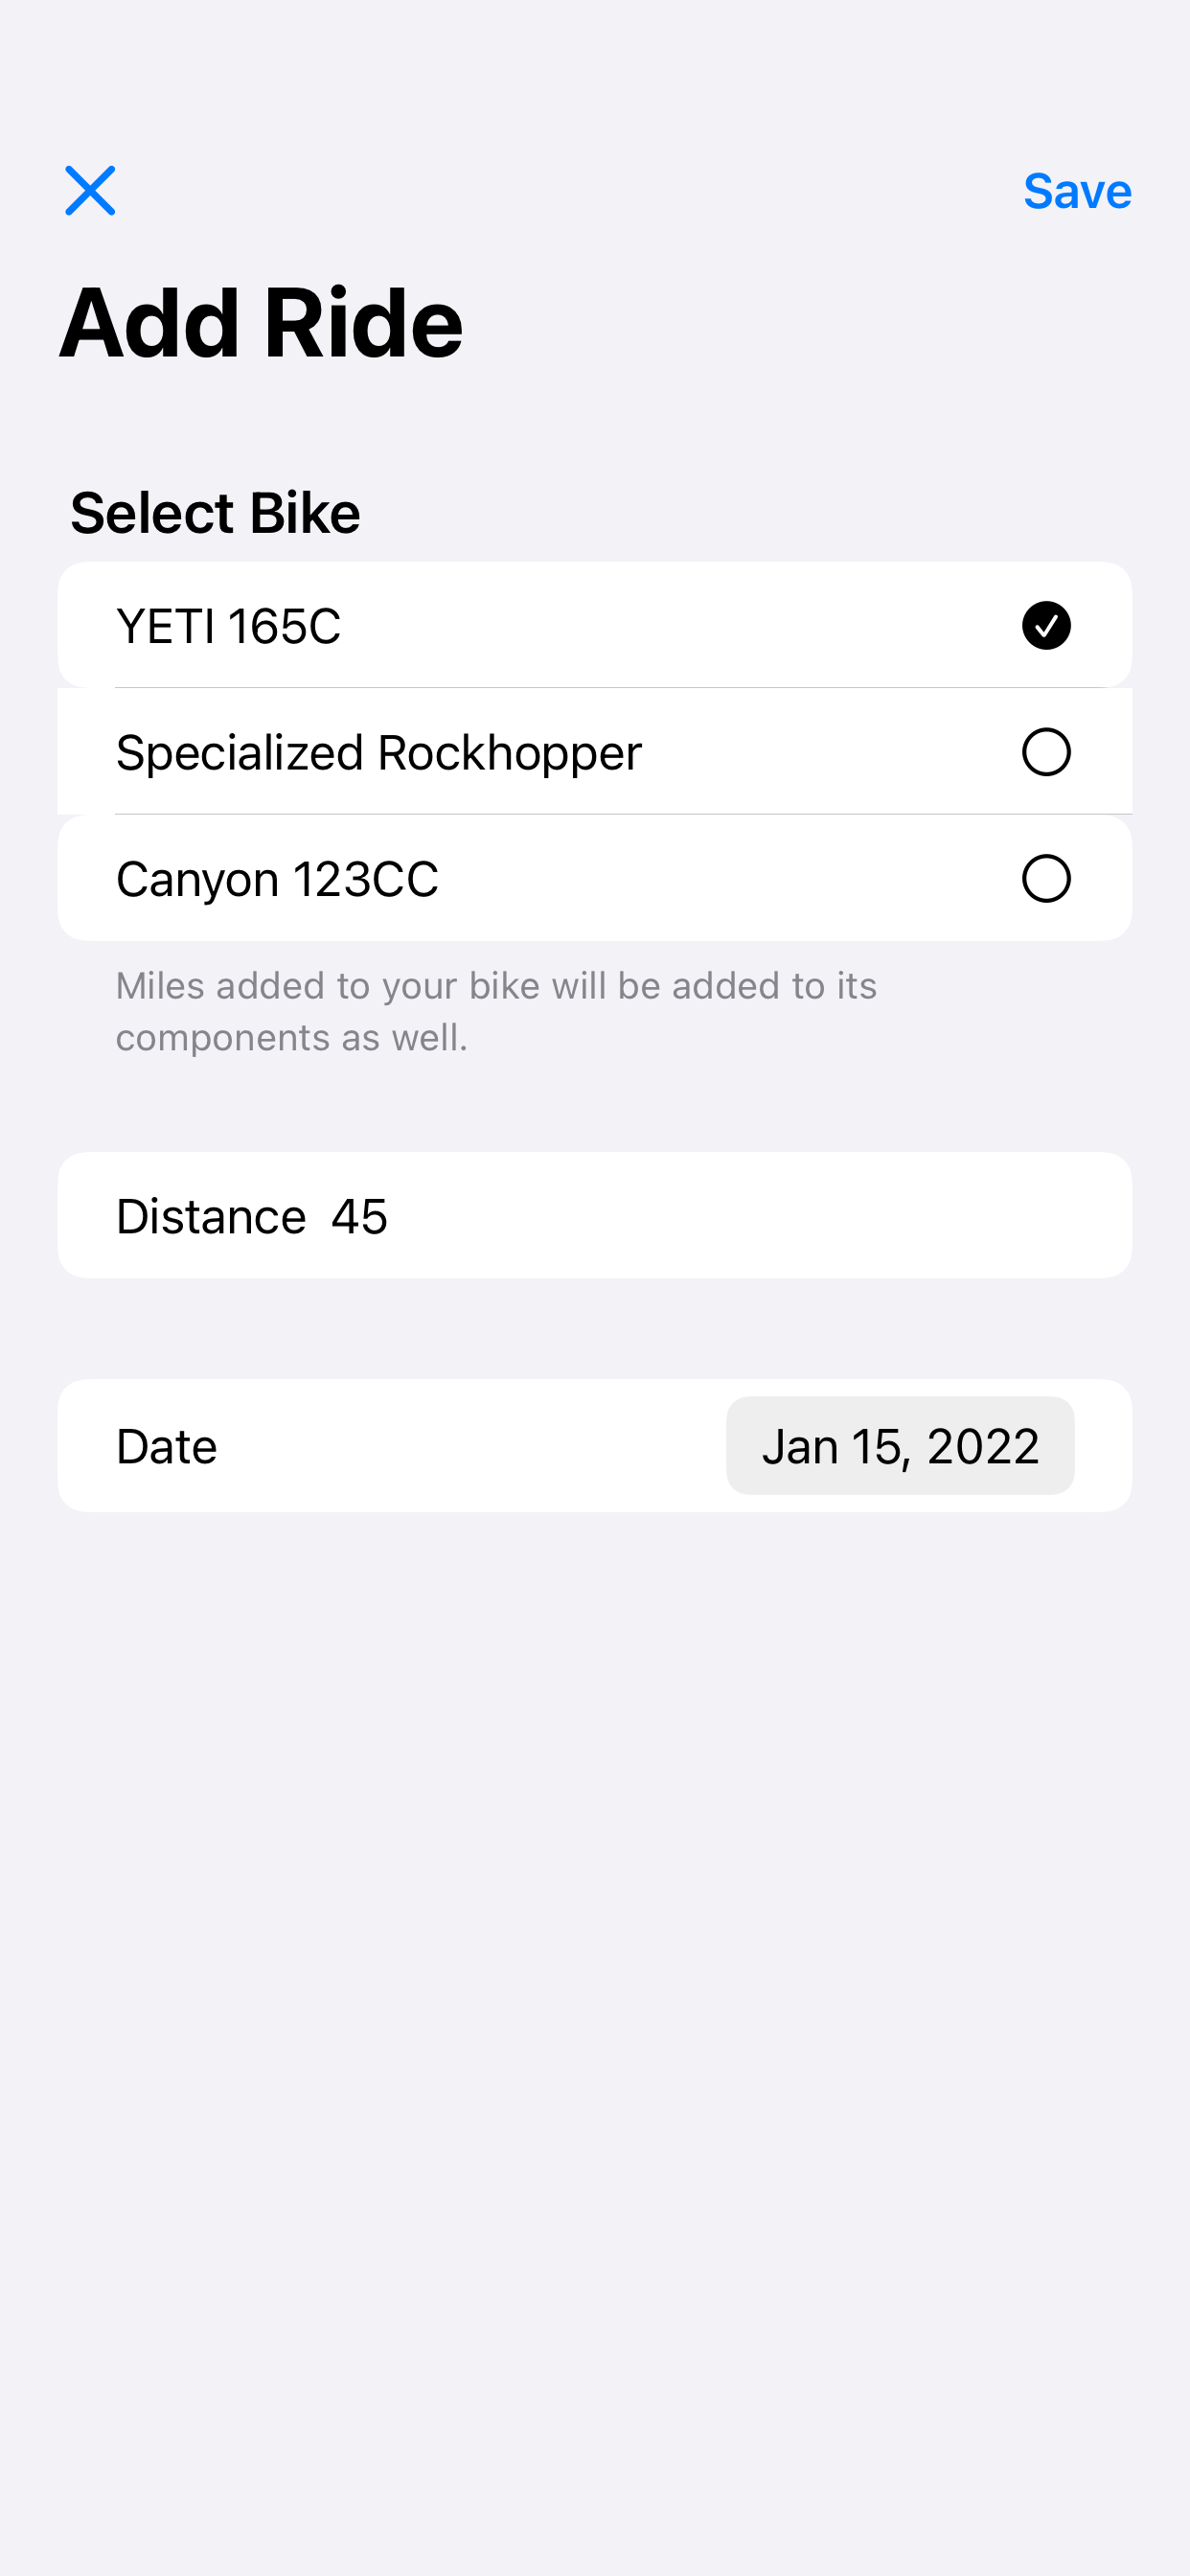 Save
Add Ride
Select Bike
YETI 165C
Specialized Rockhopper
Canyon 123CC
Miles added to your bike will be added to its
components as well.
Distance 45
Date Jan 15, 2022